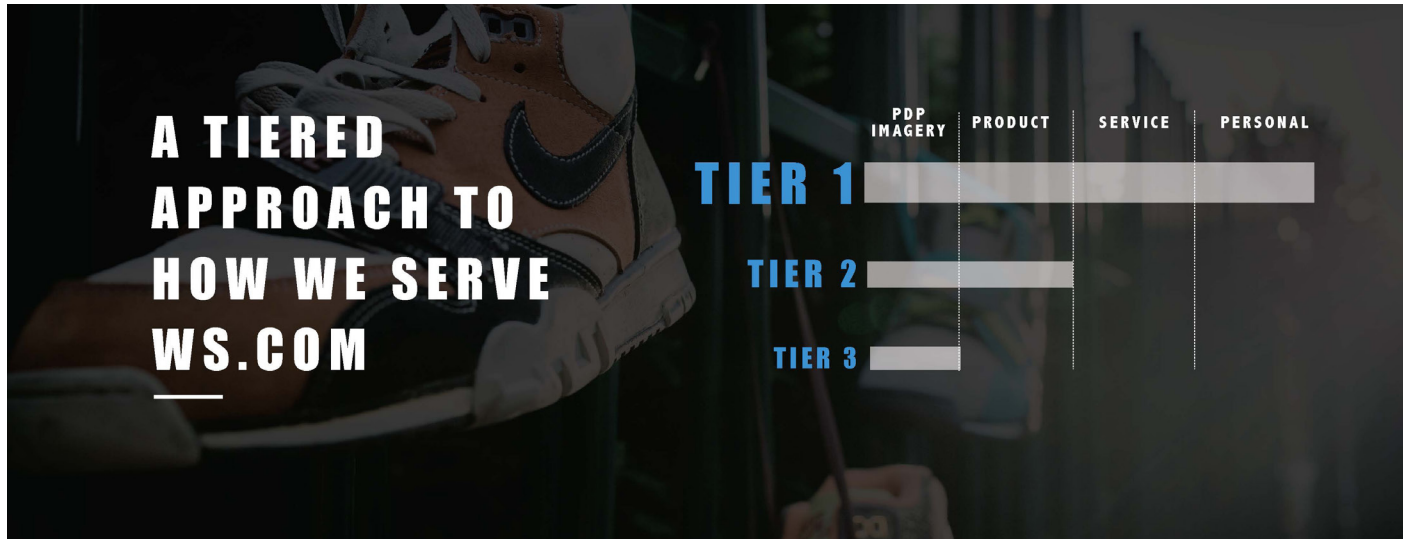 A TIERED
APPROACH TO
HOW WE SERVE
WS.COM
PDP
IMAGERY
PRODUCT
SERVICE
PERSONAL
TIER 1
TIER 2
TIER 3